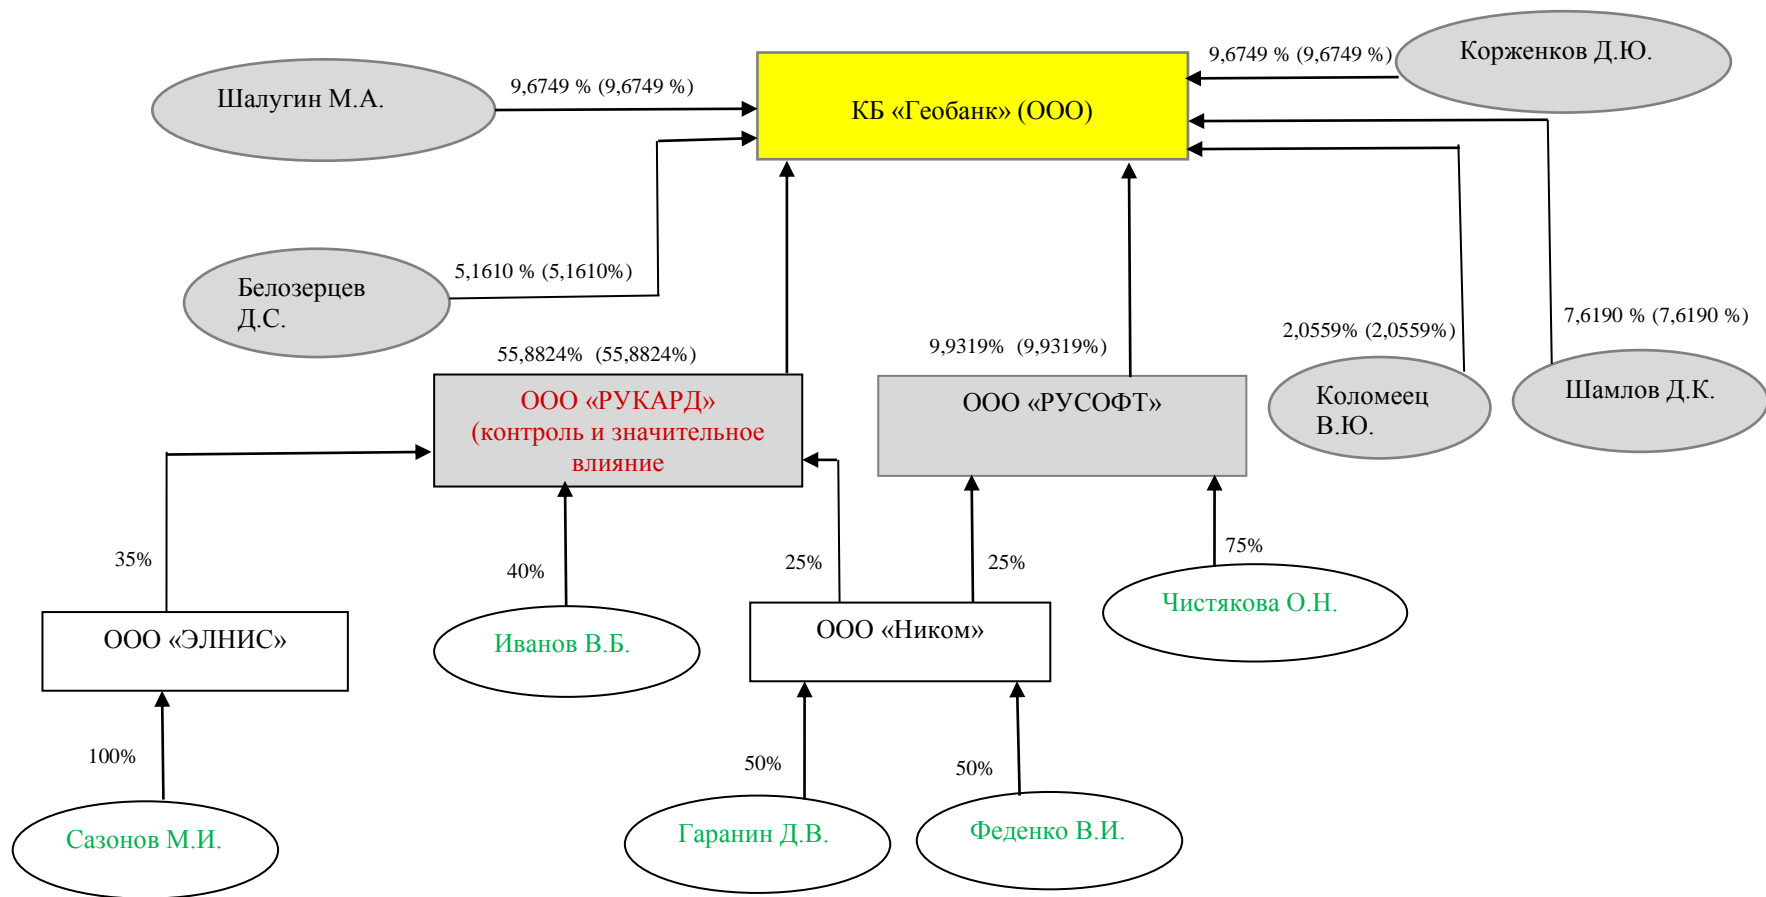 Корженков Д.Ю.
9,6749 % (9,6749 %)
9,6749 % (9,6749 %)
Шалугин М.А.
КБ «Геобанк» (ООО)
5,1610 % (5,1610%)
Белозерцев
Д.С.
7,6190 % (7,6190 %)
2,0559% (2,0559%)
55,8824% (55,8824%)
9,9319% (9,9319%)
ООО «РУКАРД»
(контроль и значительное
влияние
ООО «РУСОФТ»
Коломеец
В.Ю.
Шамлов Д.К.
35%
40%
25%
25%
75%
ООО «ЭЛНИС»
Иванов В.Б.
ООО «Ником»
Чистякова О.Н.
100%
50%
50%
Сазонов М.И.
Гаранин Д.В.
Феденко В.И.